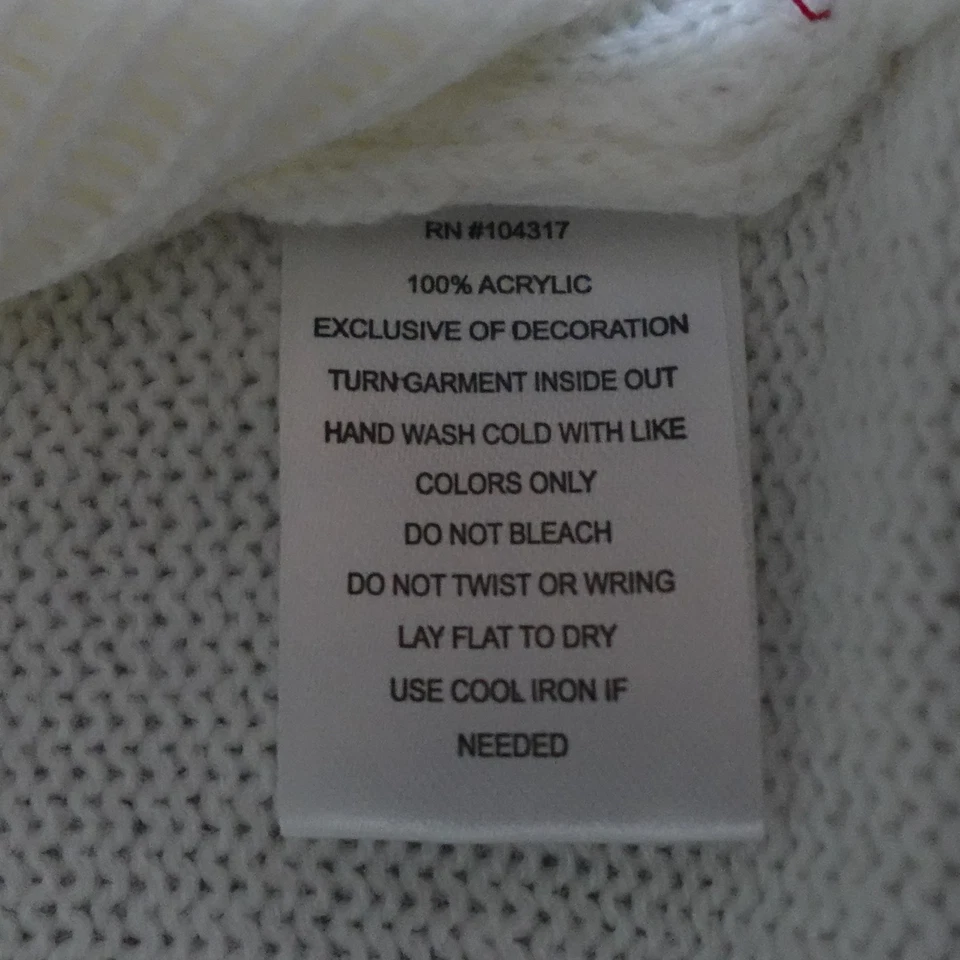 RN #104317
100% ACRYLIC
EXCLUSIVE OF DECORATION
TURN GARMENT INSIDE OUT
HAND WASH COLD WITH LIKE
COLORS ONLY
DO NOT BLEACH
DO NOT TWIST OR WRING
LAY FLAT TO DRY
USE COOL IRON IF
NEEDED